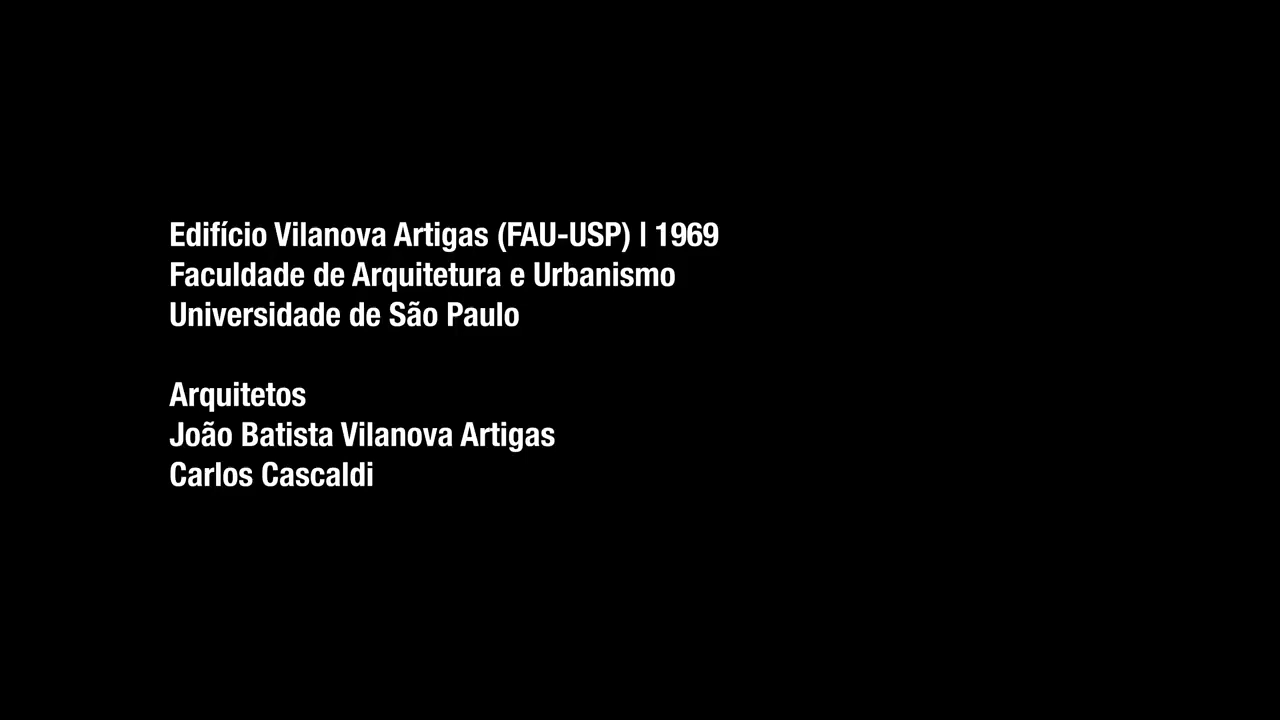 Edifício Vilanova Artigas (FAU-USP) | 1969
Faculdade de Arquitetura e Urbanismo
Universidade de São Paulo
Arquitetos
João Batista Vilanova Artigas
Carlos Cascaldi